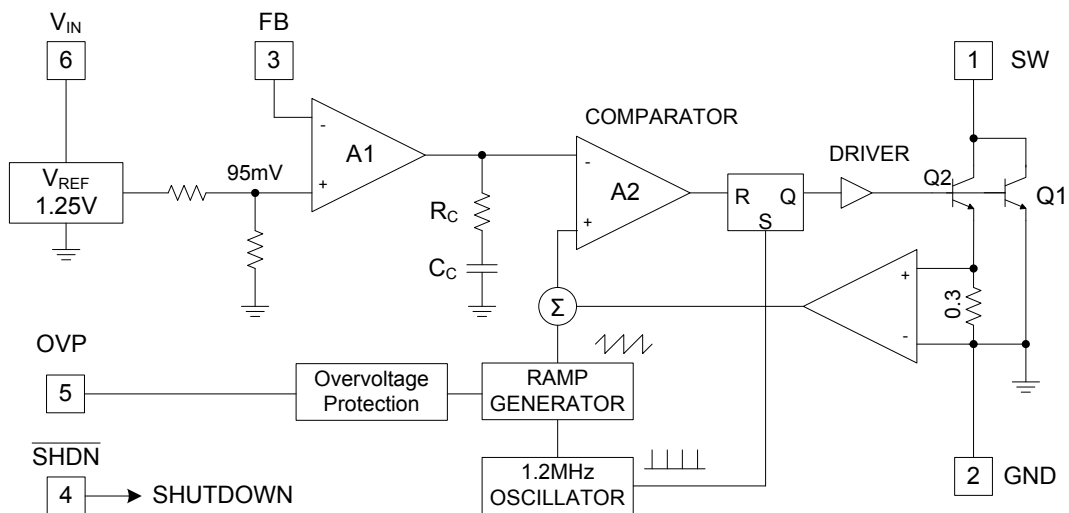 VIN
FB
6
3
1
SW
COMPARATOR
-
A1
+
-
A2
+
DRIVER
VREF
1.25V
95mV
R
Q
S
Q2
Q1
RC
CC
Σ
+
-
0.3
OVP
5
Overvoltage
Protection
RAMP
GENERATOR
SHDN
4
SHUTDOWN
1.2MHz
OSCILLATOR
2
GND